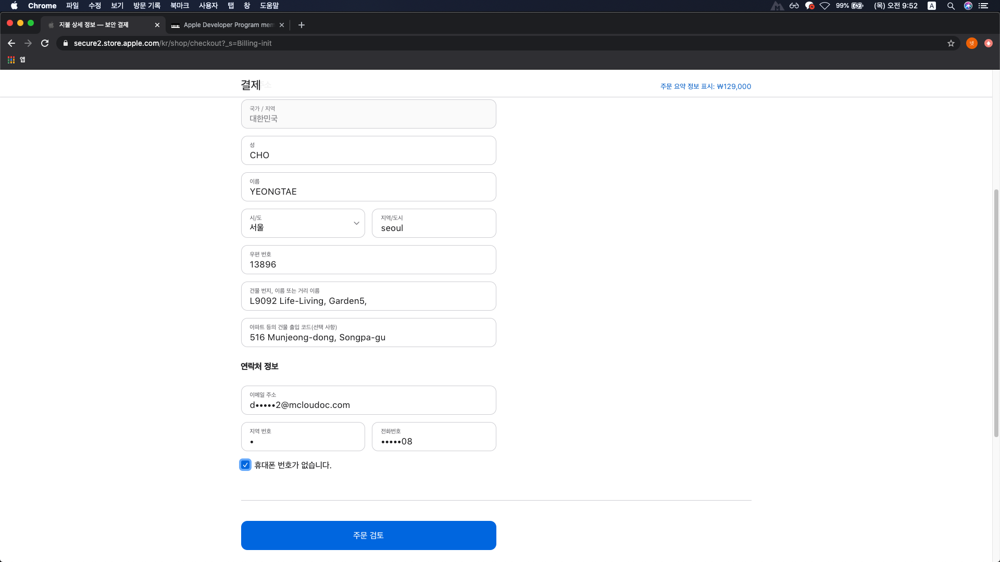 Chrome 파일 수정 보기 방문 기록 북마크 사용자 탭 창 도움말 99% (목) 오전 9:52 A
지불 상세 정보 — 보안 결제 Apple Developer Program mem
secure2.store.apple.com/kr/shop/checkout?_s=Billing-init 넷
앱
결제
주문 요약 정보 표시: ₩129,000
국가 / 지역
대한민국
성
CHO
이름
YEONGTAE
시/도
서울
지역/도시
seoul
우편 번호
13896
건물 번지, 이름 또는 거리 이름
L9092 Life-Living, Garden5,
아파트 등의 건물 출입 코드(선택 사항)
516 Munjeong-dong, Songpa-gu
연락처 정보
이메일 주소
d•••••2@mcloudoc.com
지역 번호
•
전화번호
•••••08
휴대폰 번호가 없습니다.
주문 검토